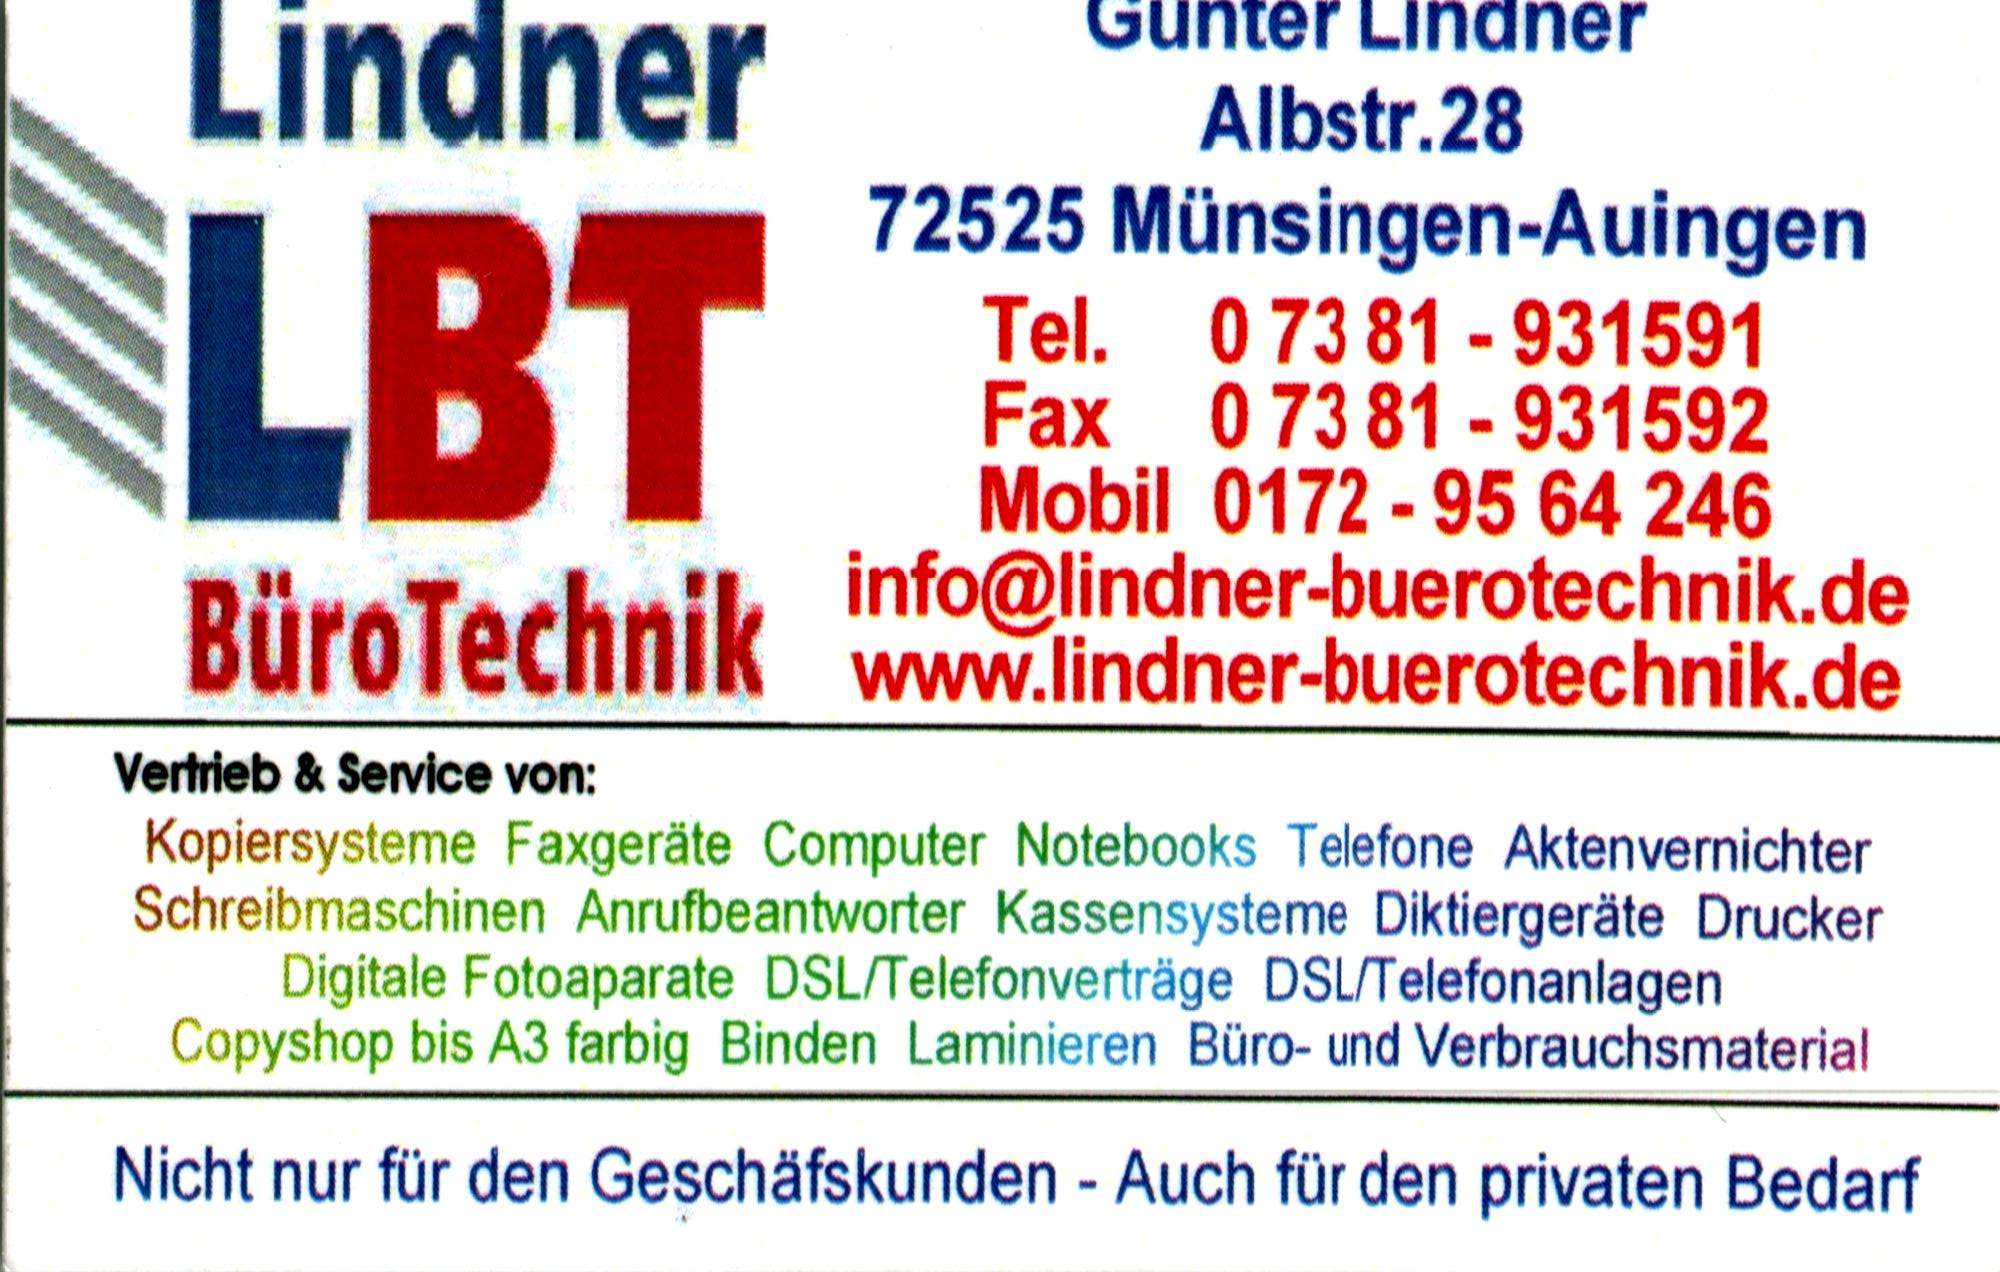 Lindner
LBT
BüroTechnik
Günter Lindner
Albstr.28
72525 Münsingen-Auingen
Tel. 0 73 81 - 931591
Fax 0 73 81 - 931592
Mobil 0172 - 95 64 246
info@lindner-buerotechnik.de
www.lindner-buerotechnik.de
Vertrieb & Service von:
Kopiersysteme Faxgeräte Computer Notebooks Telefone Aktenvernichter
Schreibmaschinen Anrufbeantworter Kassensysteme Diktiergeräte Drucker
Digitale Fotoaparate DSL/Telefonverträge DSL/Telefonanlagen
Copyshop bis A3 farbig Binden Laminieren Büro- und Verbrauchsmaterial
Nicht nur für den Geschäfskunden - Auch für den privaten Bedarf